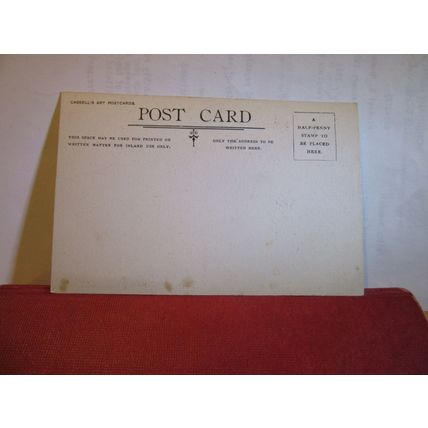 CASSELL'S ART POSTCARDS
POST CARD
THIS SPACE MAY BE USED FOR PRINTED OR
WRITTEN MATTER FOR INLAND USE ONLY.
ONLY THE ADDRESS TO BE
WRITTEN HERE.
A
HALF-PENNY
STAMP TO
BE PLACED
HERE.